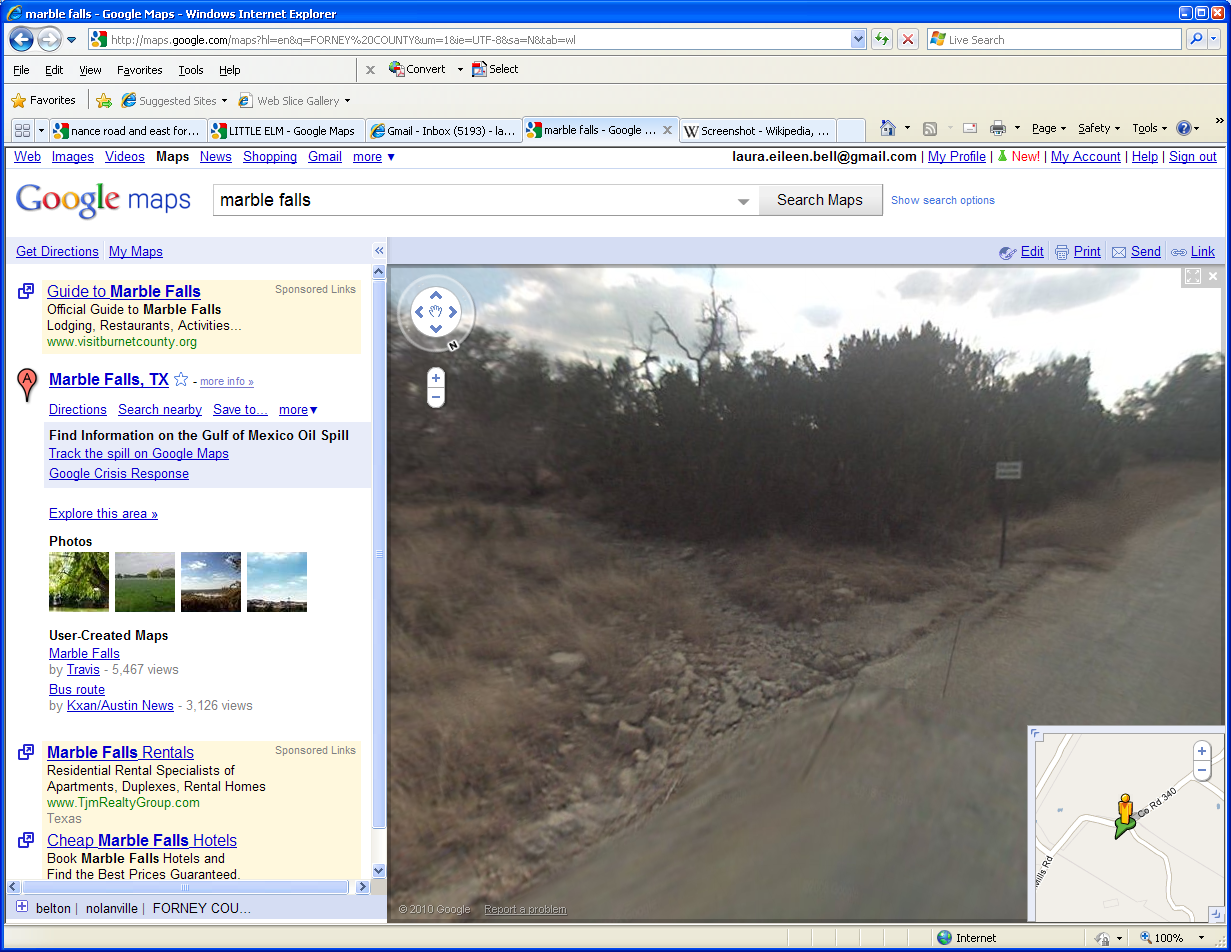 marble falls - Google Maps - Windows Internet Explorer
http://maps.google.com/maps?hl=en&q=FORNEY%20COUNTY&um=1&ie=UTF-8&sa=N&tab=wl
Live Search
File Edit View Favorites Tools Help
Convert Select
Favorites Suggested Sites Web Slice Gallery
nance road and east for... LITTLE ELM - Google Maps Gmail - Inbox (5193) - la... marble falls - Google ... Screenshot - Wikipedia, ... Page Safety Tools
Web Images Videos Maps News Shopping Gmail more ▼ laura.eileen.bell@gmail.com | My Profile | New! | My Account | Help | Sign out
Google maps marble falls Search Maps Show search options
Get Directions My Maps « Edit Print Send Link
Guide to Marble Falls Sponsored Links
Official Guide to Marble Falls
Lodging, Restaurants, Activities...
www.visitburnetcounty.org
A Marble Falls, TX - more info »
Directions Search nearby Save to... more▼
Find Information on the Gulf of Mexico Oil Spill
Track the spill on Google Maps
Google Crisis Response
Explore this area »
Photos
User-Created Maps
Marble Falls
by Travis - 5,467 views
Bus route
by Kxan/Austin News - 3,126 views
Marble Falls Rentals Sponsored Links
Residential Rental Specialists of
Apartments, Duplexes, Rental Homes
www.TjmRealtyGroup.com
Texas
Cheap Marble Falls Hotels
Book Marble Falls Hotels and
Find the Best Prices Guaranteed.
belton | nolanville | FORNEY COU...
N
Co Rd 340
Mills Rd
© 2010 Google Report a problem
Internet 100%